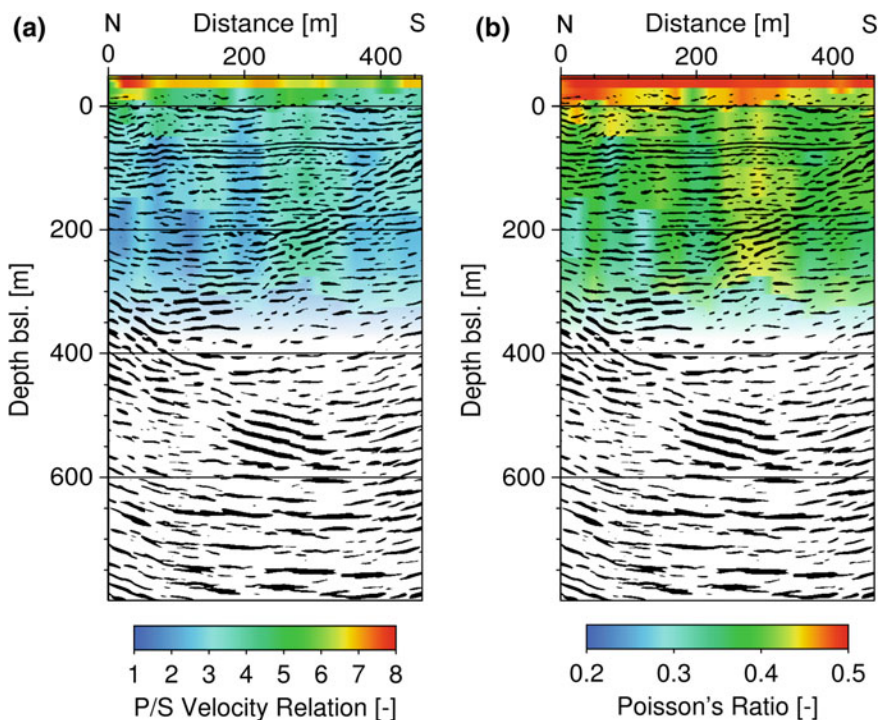 (a)
N Distance [m] S
0 200 400
Depth bsl. [m]
0
200
400
600
1 2 3 4 5 6 7 8
P/S Velocity Relation [-]
(b)
N Distance [m] S
0 200 400
Depth bsl. [m]
0
200
400
600
0.2 0.3 0.4 0.5
Poisson's Ratio [-]